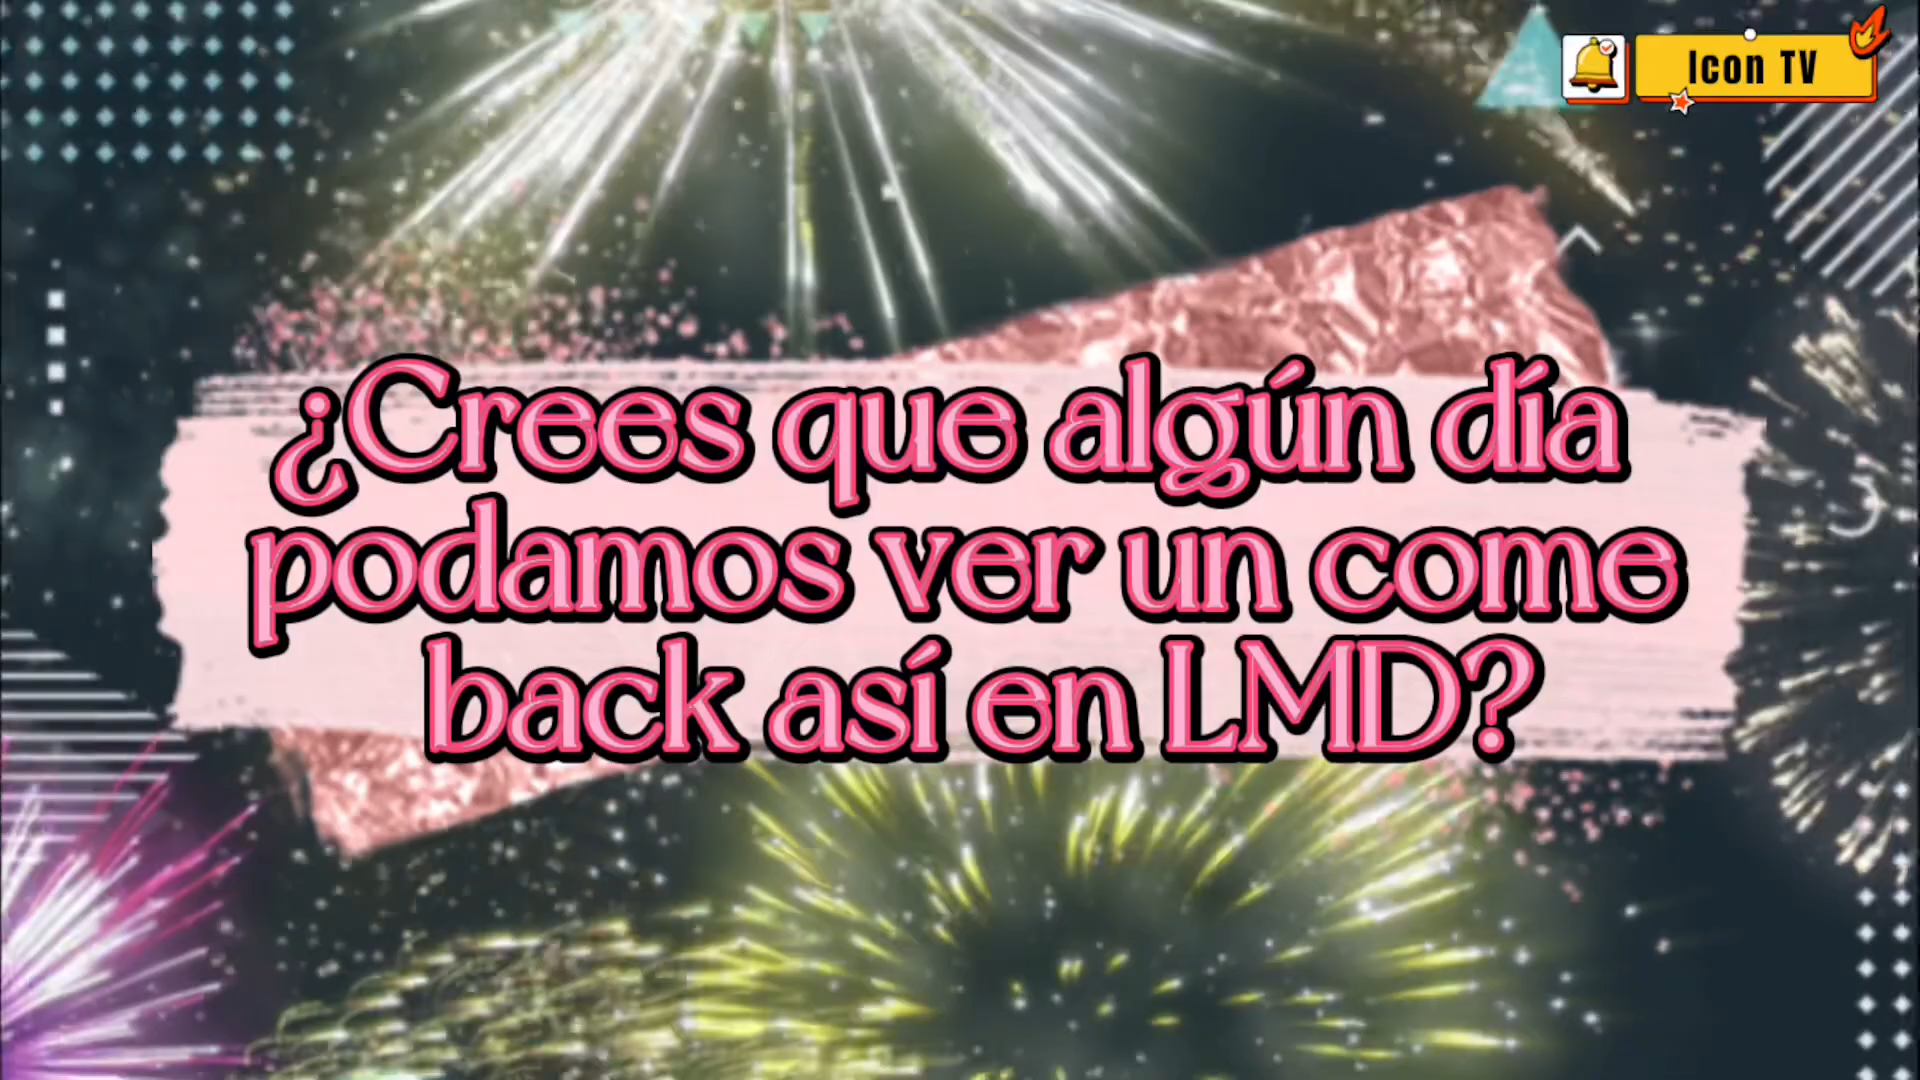 Icon TV
¿Crees que algún día
podamos ver un come
back así en LMD?